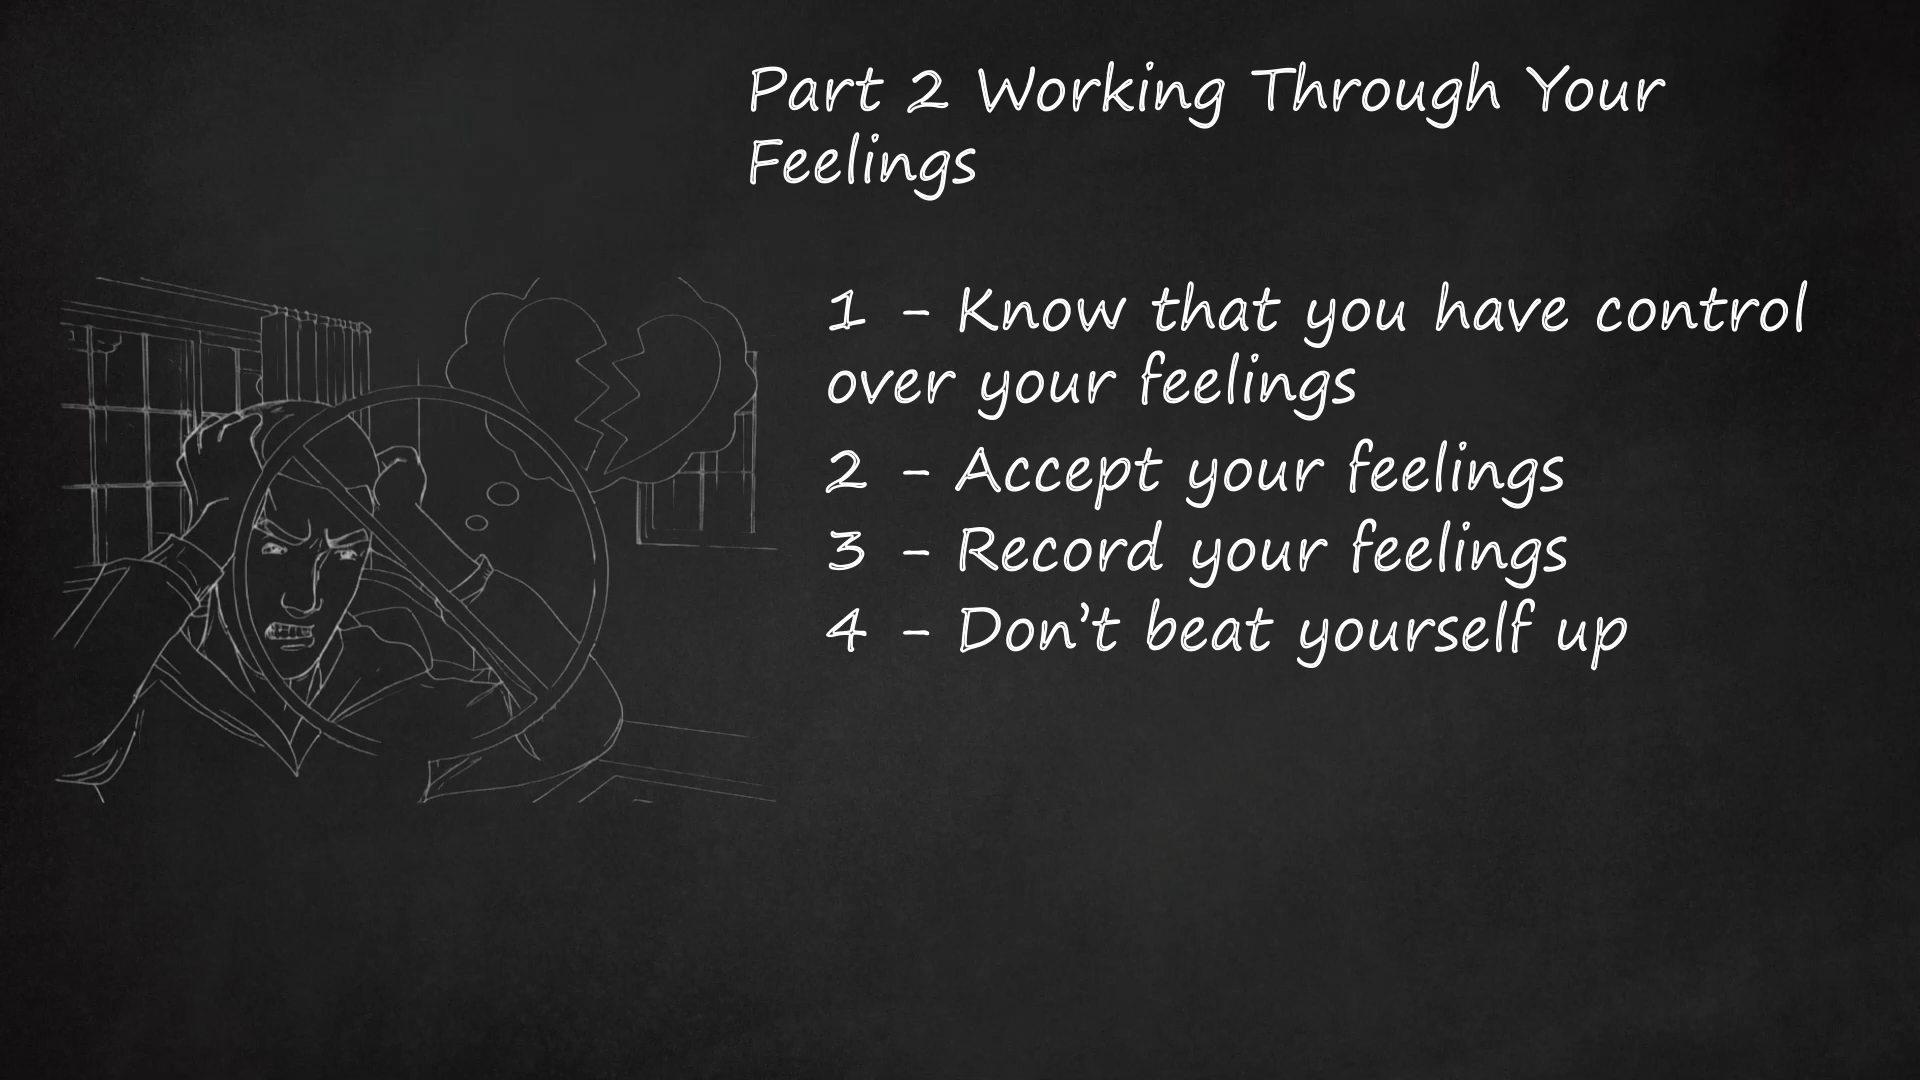 Part 2 Working Through Your
Feelings
1 - Know that you have control
over your feelings
2 - Accept your feelings
3 - Record your feelings
4 - Don’t beat yourself up